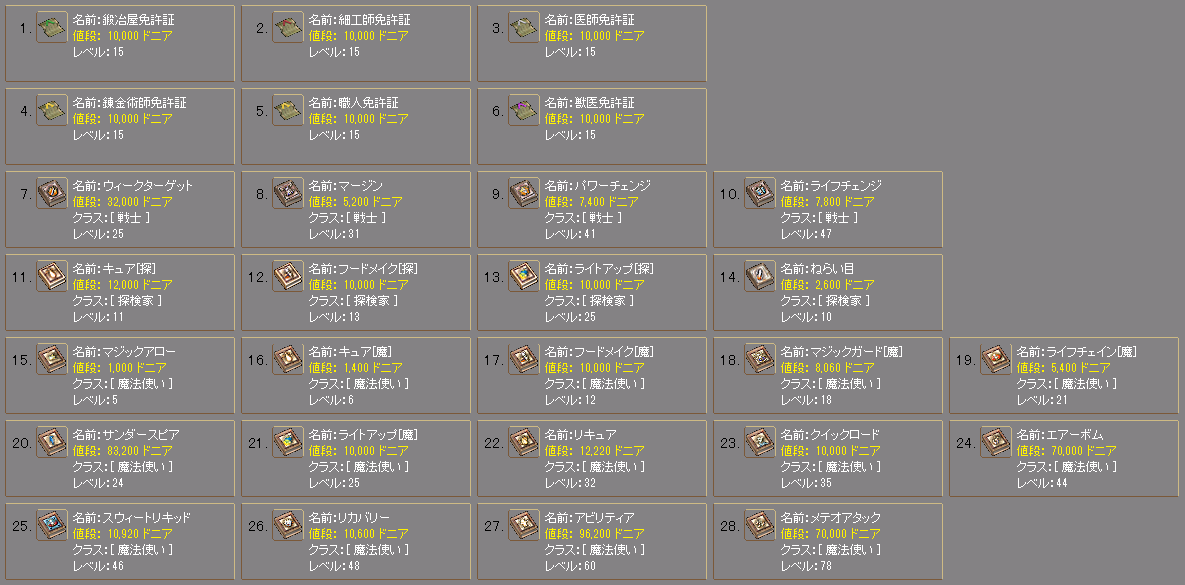 1. 名前:鍛冶屋免許証
値段: 10,000 ドニア
レベル:15
2. 名前:細工師免許証
値段: 10,000 ドニア
レベル:15
3. 名前:医師免許証
値段: 10,000 ドニア
レベル:15
4. 名前:錬金術師免許証
値段: 10,000 ドニア
レベル:15
5. 名前:職人免許証
値段: 10,000 ドニア
レベル:15
6. 名前:獣医免許証
値段: 10,000 ドニア
レベル:15
7. 名前:ウィークターゲット
値段: 32,000 ドニア
クラス:[ 戦士 ]
レベル:25
8. 名前:マージン
値段: 5,200 ドニア
クラス:[ 戦士 ]
レベル:31
9. 名前:パワーチェンジ
値段: 7,400 ドニア
クラス:[ 戦士 ]
レベル:41
10. 名前:ライフチェンジ
値段: 7,800 ドニア
クラス:[ 戦士 ]
レベル:47
11. 名前:キュア[探]
値段: 12,000 ドニア
クラス:[ 探検家 ]
レベル:11
12. 名前:フードメイク[探]
値段: 10,000 ドニア
クラス:[ 探検家 ]
レベル:13
13. 名前:ライトアップ[探]
値段: 10,000 ドニア
クラス:[ 探検家 ]
レベル:25
14. 名前:ねらい目
値段: 2,600 ドニア
クラス:[ 探検家 ]
レベル:10
15. 名前:マジックアロー
値段: 1,000 ドニア
クラス:[ 魔法使い ]
レベル:5
16. 名前:キュア[魔]
値段: 1,400 ドニア
クラス:[ 魔法使い ]
レベル:6
17. 名前:フードメイク[魔]
値段: 10,000 ドニア
クラス:[ 魔法使い ]
レベル:12
18. 名前:マジックガード[魔]
値段: 8,060 ドニア
クラス:[ 魔法使い ]
レベル:18
19. 名前:ライフチェイン[魔]
値段: 5,400 ドニア
クラス:[ 魔法使い ]
レベル:21
20. 名前:サンダースピア
値段: 83,200 ドニア
クラス:[ 魔法使い ]
レベル:24
21. 名前:ライトアップ[魔]
値段: 10,000 ドニア
クラス:[ 魔法使い ]
レベル:25
22. 名前:リキュア
値段: 12,220 ドニア
クラス:[ 魔法使い ]
レベル:32
23. 名前:クイックロード
値段: 10,000 ドニア
クラス:[ 魔法使い ]
レベル:35
24. 名前:エアーボム
値段: 70,000 ドニア
クラス:[ 魔法使い ]
レベル:44
25. 名前:スウィートリキッド
値段: 10,920 ドニア
クラス:[ 魔法使い ]
レベル:46
26. 名前:リカバリー
値段: 10,600 ドニア
クラス:[ 魔法使い ]
レベル:48
27. 名前:アビリティア
値段: 96,200 ドニア
クラス:[ 魔法使い ]
レベル:60
28. 名前:メテオアタック
値段: 70,000 ドニア
クラス:[ 魔法使い ]
レベル:78